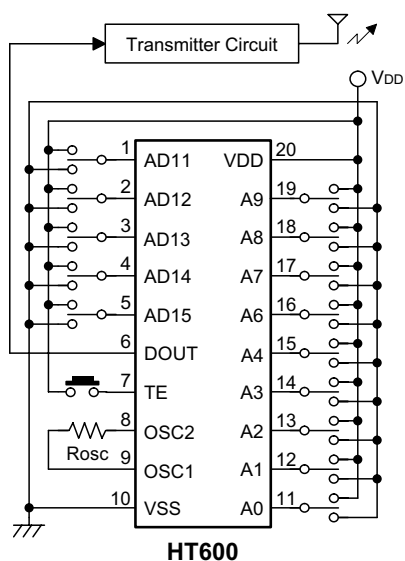 Transmitter Circuit
VDD
1 AD11 VDD 20
2 AD12 A9 19
3 AD13 A8 18
4 AD14 A7 17
5 AD15 A6 16
6 DOUT A4 15
7 TE A3 14
8 OSC2 A2 13
Rosc
9 OSC1 A1 12
10 VSS A0 11
HT600